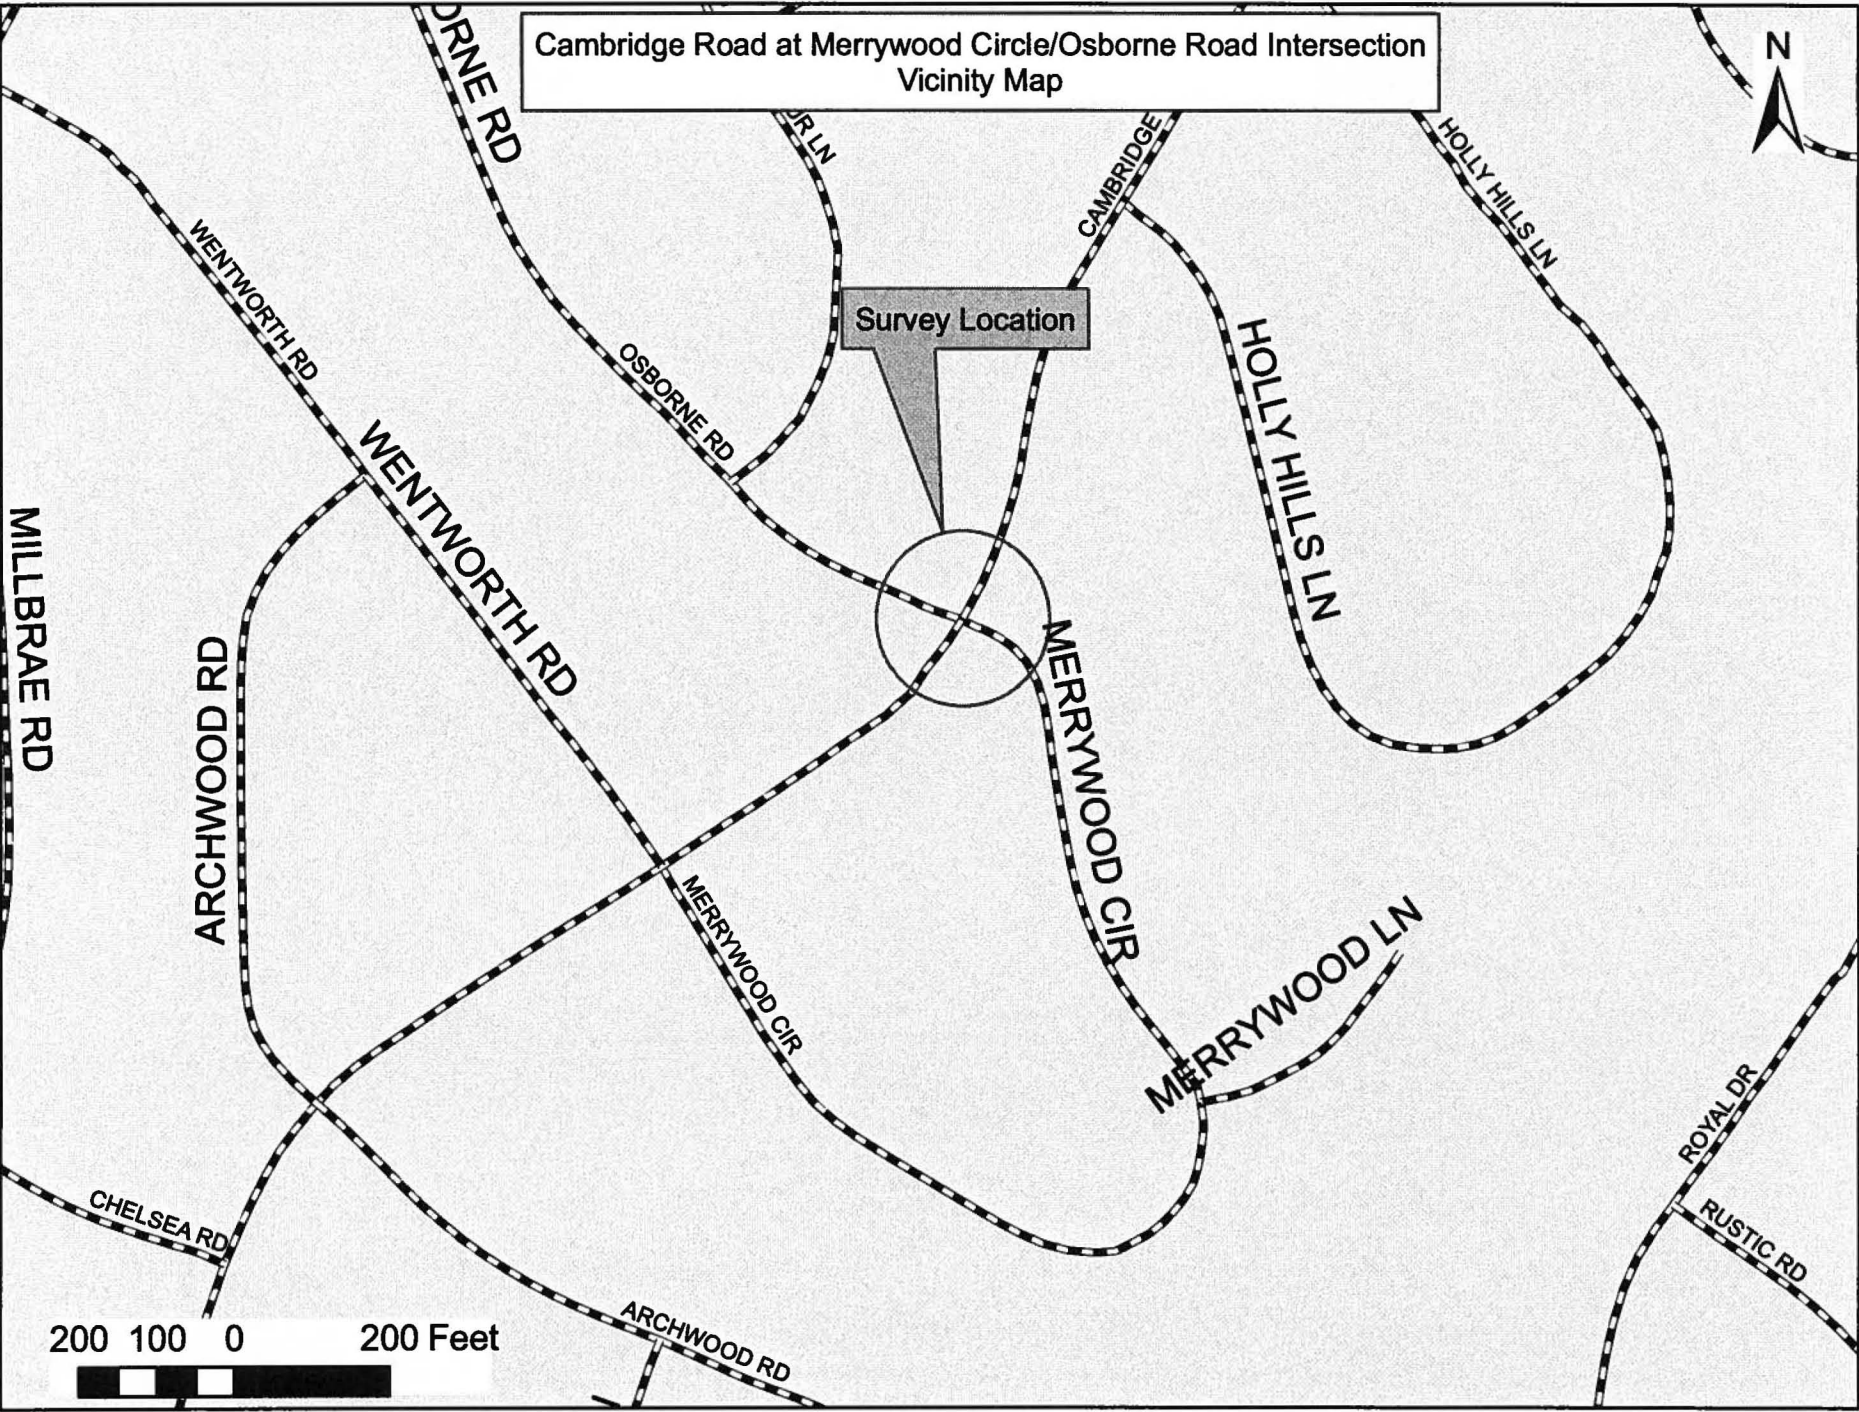 Cambridge Road at Merrywood Circle/Osborne Road Intersection
Vicinity Map
N
ORNE RD
OR LN
CAMBRIDGE
HOLLY HILLS LN
WENTWORTH RD
Survey Location
OSBORNE RD
HOLLY HILLS LN
WENTWORTH RD
MILLBRAE RD
ARCHWOOD RD
MERRYWOOD CIR
MERRYWOOD CIR
MERRYWOOD LN
ROYAL DR
RUSTIC RD
CHELSEA RD
ARCHWOOD RD
200 100 0 200 Feet